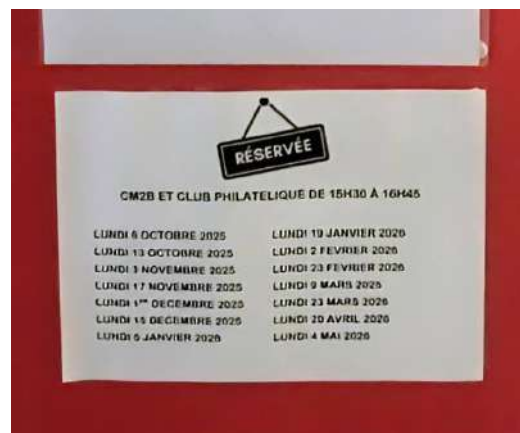 RÉSERVÉE
CM2B ET CLUB PHILATELIQUE DE 15H30 À 16H45
LUNDI 6 OCTOBRE 2025
LUNDI 13 OCTOBRE 2025
LUNDI 3 NOVEMBRE 2025
LUNDI 17 NOVEMBRE 2025
LUNDI 1ER DECEMBRE 2025
LUNDI 15 DECEMBRE 2025
LUNDI 5 JANVIER 2026
LUNDI 19 JANVIER 2026
LUNDI 2 FEVRIER 2026
LUNDI 23 FEVRIER 2026
LUNDI 9 MARS 2026
LUNDI 23 MARS 2026
LUNDI 20 AVRIL 2026
LUNDI 4 MAI 2026